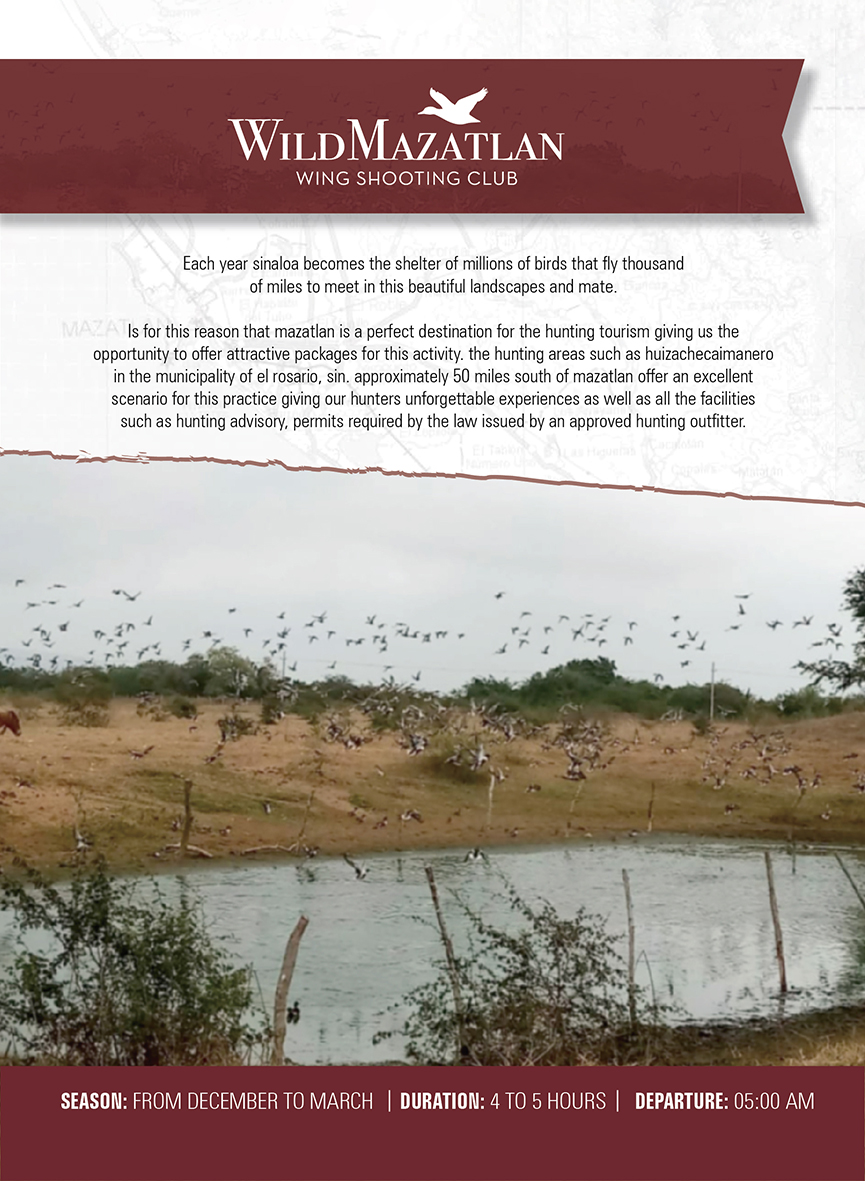 WILDMAZATLAN
WING SHOOTING CLUB
Each year sinaloa becomes the shelter of millions of birds that fly thousand
of miles to meet in this beautiful landscapes and mate.
MAZATLAN
Is for this reason that mazatlan is a perfect destination for the hunting tourism giving us the
opportunity to offer attractive packages for this activity. the hunting areas such as huizachecaimanero
in the municipality of el rosario, sin. approximately 50 miles south of mazatlan offer an excellent
scenario for this practice giving our hunters unforgettable experiences as well as all the facilities
such as hunting advisory, permits required by the law issued by an approved hunting outfitter.
SEASON: FROM DECEMBER TO MARCH | DURATION: 4 TO 5 HOURS | DEPARTURE: 05:00 AM